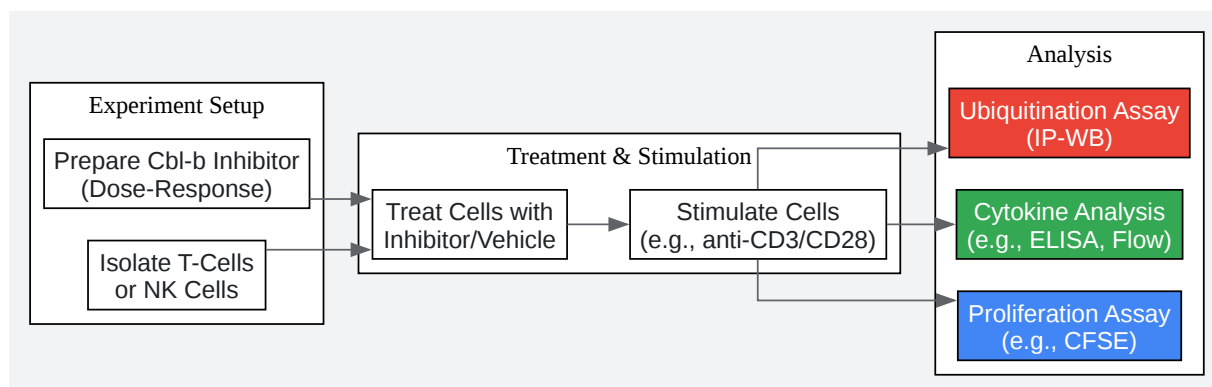 Experiment Setup
Prepare Cbl-b Inhibitor
(Dose-Response)
Isolate T-Cells
or NK Cells
Treatment & Stimulation
Treat Cells with
Inhibitor/Vehicle
Stimulate Cells
(e.g., anti-CD3/CD28)
Analysis
Ubiquitination Assay
(IP-WB)
Cytokine Analysis
(e.g., ELISA, Flow)
Proliferation Assay
(e.g., CFSE)